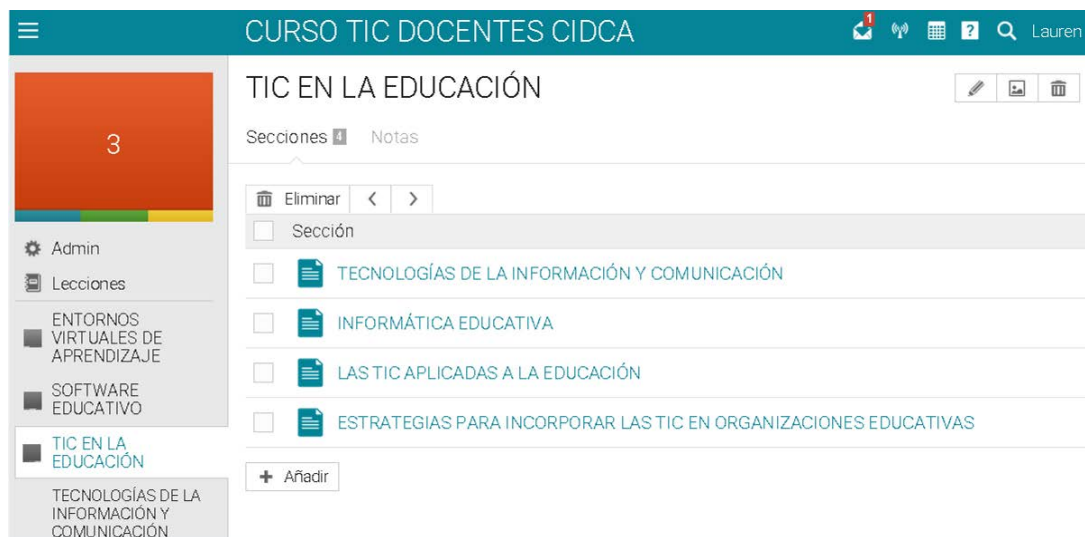 CURSO TIC DOCENTES CIDCA
1
?
Lauren
3
Admin
Lecciones
ENTORNOS
VIRTUALES DE
APRENDIZAJE
SOFTWARE
EDUCATIVO
TIC EN LA
EDUCACIÓN
TECNOLOGÍAS DE LA
INFORMACIÓN Y
COMUNICACIÓN
TIC EN LA EDUCACIÓN
Secciones 4 Notas
Eliminar < >
Sección
TECNOLOGÍAS DE LA INFORMACIÓN Y COMUNICACIÓN
INFORMÁTICA EDUCATIVA
LAS TIC APLICADAS A LA EDUCACIÓN
ESTRATEGIAS PARA INCORPORAR LAS TIC EN ORGANIZACIONES EDUCATIVAS
+ Añadir